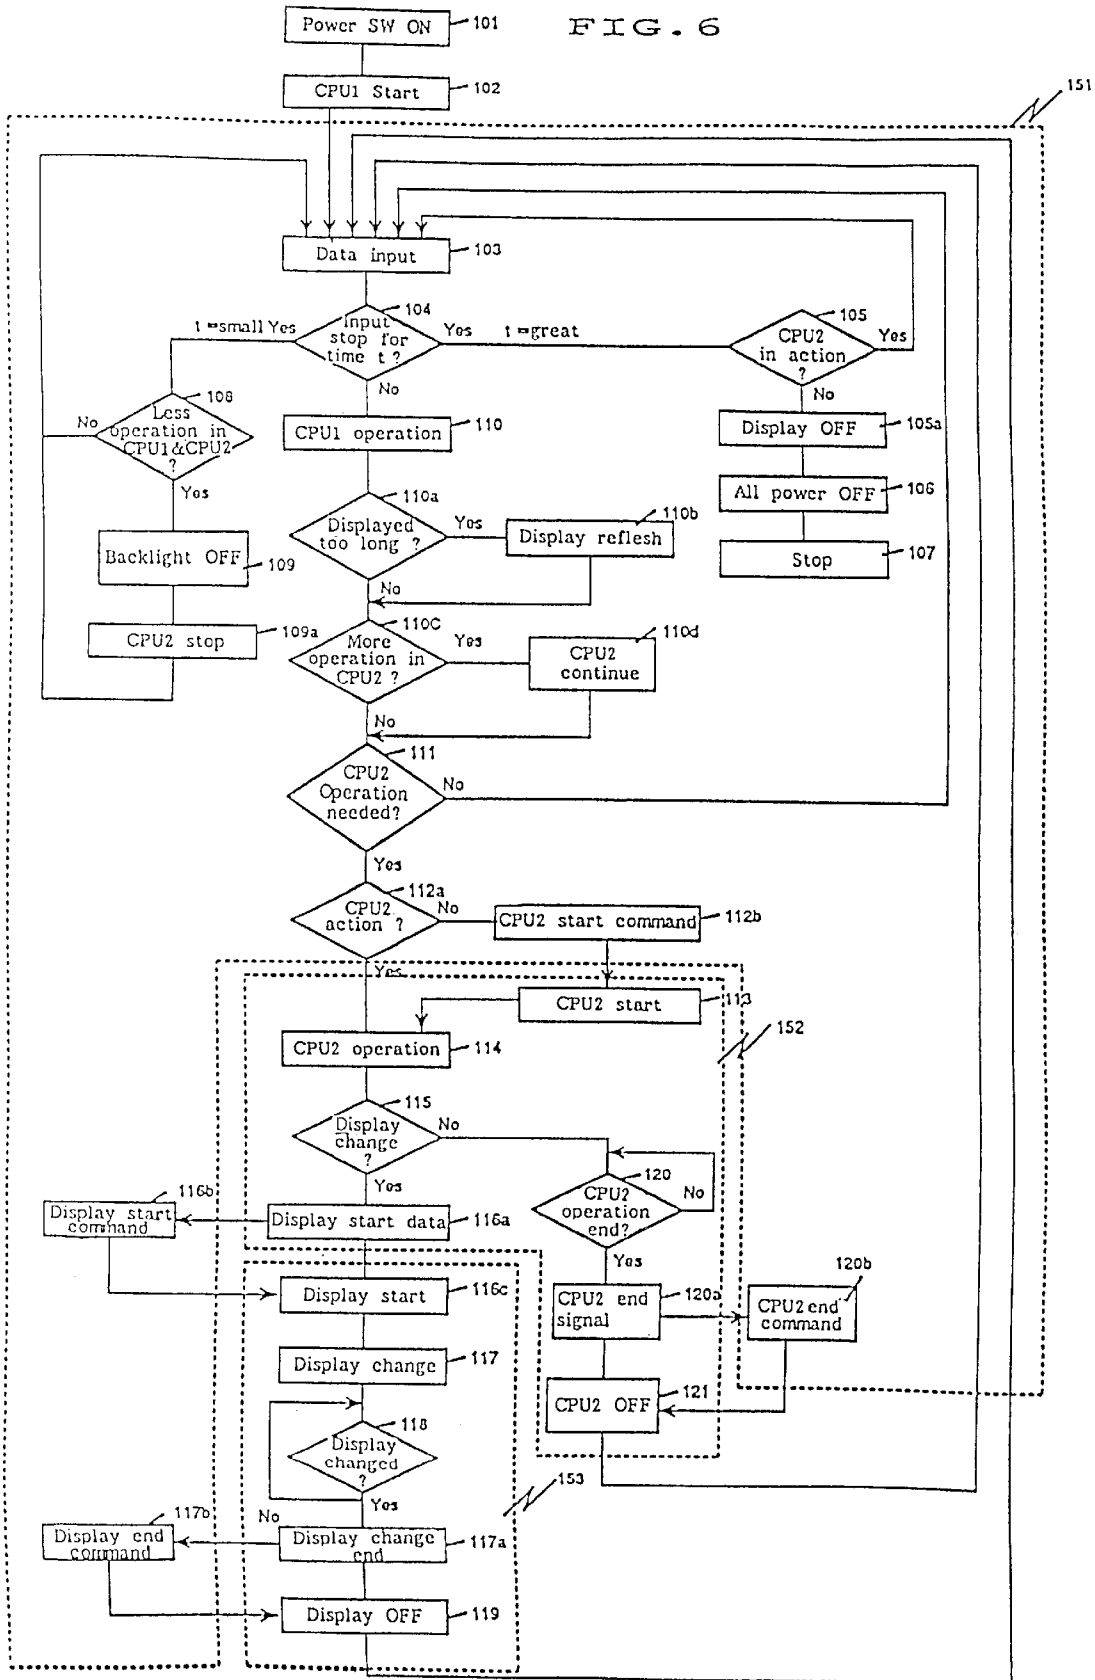 FIG. 6
Power SW ON
101
CPU1 Start
102
151
Data input
103
104
Input
stop for
time t ?
t=small Yes
Yes
t=great
No
105
CPU2
in action
?
Yes
No
108
Less
operation in
CPU1&CPU2
?
No
Yes
CPU1 operation
110
Display OFF
105a
All power OFF
106
Stop
107
110a
Displayed
too long ?
Yes
110b
Display reflesh
No
Backlight OFF
109
CPU2 stop
109a
110C
More
operation in
CPU2 ?
Yes
110d
CPU2
continue
No
111
CPU2
Operation
needed?
No
Yes
112a
CPU2
action ?
No
CPU2 start command
112b
Yes
CPU2 start
113
152
CPU2 operation
114
115
Display
change
?
No
Yes
120
CPU2
operation
end?
No
Yes
116b
Display start
command
Display start data
116a
Display start
116c
CPU2 end
signal
120a
120b
CPU2 end
command
Display change
117
CPU2 OFF
121
118
Display
changed
?
Yes
153
No
117b
Display end
command
Display change
end
117a
Display OFF
119